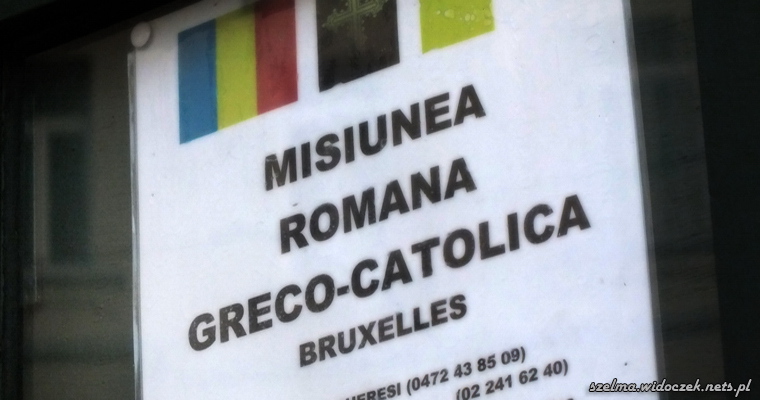 MISIUNEA
ROMANA
GRECO-CATOLICA
BRUXELLES
(0472 43 85 09)
(02 241 62 40)
szelma.widoczek.nets.pl